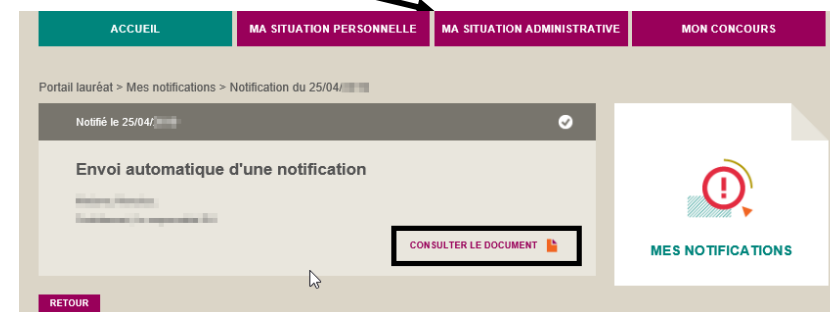 ACCUEIL
MA SITUATION PERSONNELLE
MA SITUATION ADMINISTRATIVE
MON CONCOURS
Portail lauréat > Mes notifications > Notification du 25/04/
Notifié le 25/04/
Envoi automatique d'une notification
CONSULTER LE DOCUMENT
MES NOTIFICATIONS
RETOUR